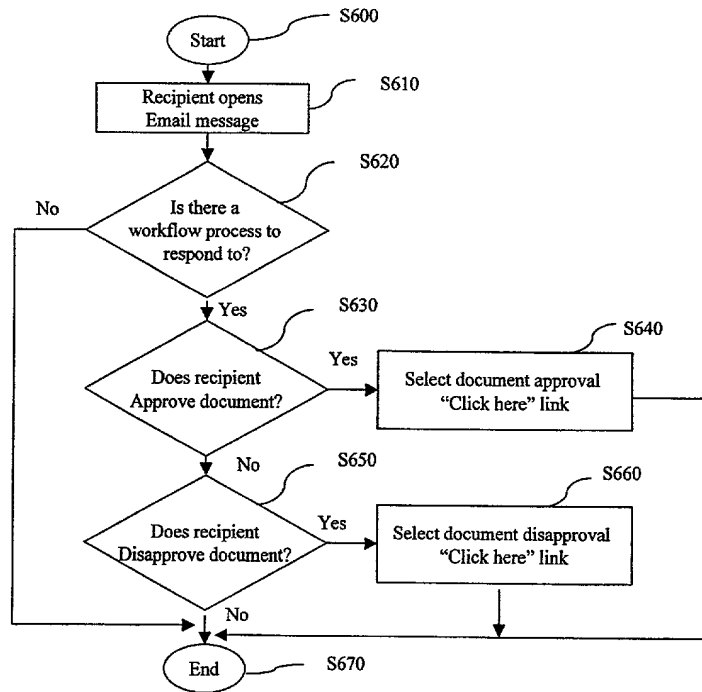 S600
Start
S610
Recipient opens
Email message
S620
No
Is there a
workflow process to
respond to?
Yes
S630
S640
Does recipient
Approve document?
Yes
Select document approval
“Click here” link
No
S650
S660
Does recipient
Disapprove document?
Yes
Select document disapproval
“Click here” link
No
End
S670